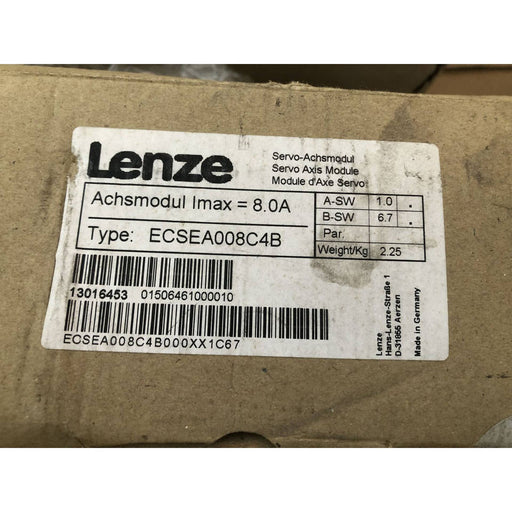 Lenze
Servo-Achsmodul
Servo Axis Module
Module d'Axe Servo
Achsmodul Imax = 8.0A
Type: ECSEA008C4B
A-SW 1.0 .
B-SW 6.7 .
Par.
Weight/Kg 2.25
13016453 01506461000010
ECSEA008C4B000XX1C67
Lenze
Hans-Lenze-Straße 1
D-31855 Aerzen
Made in Germany